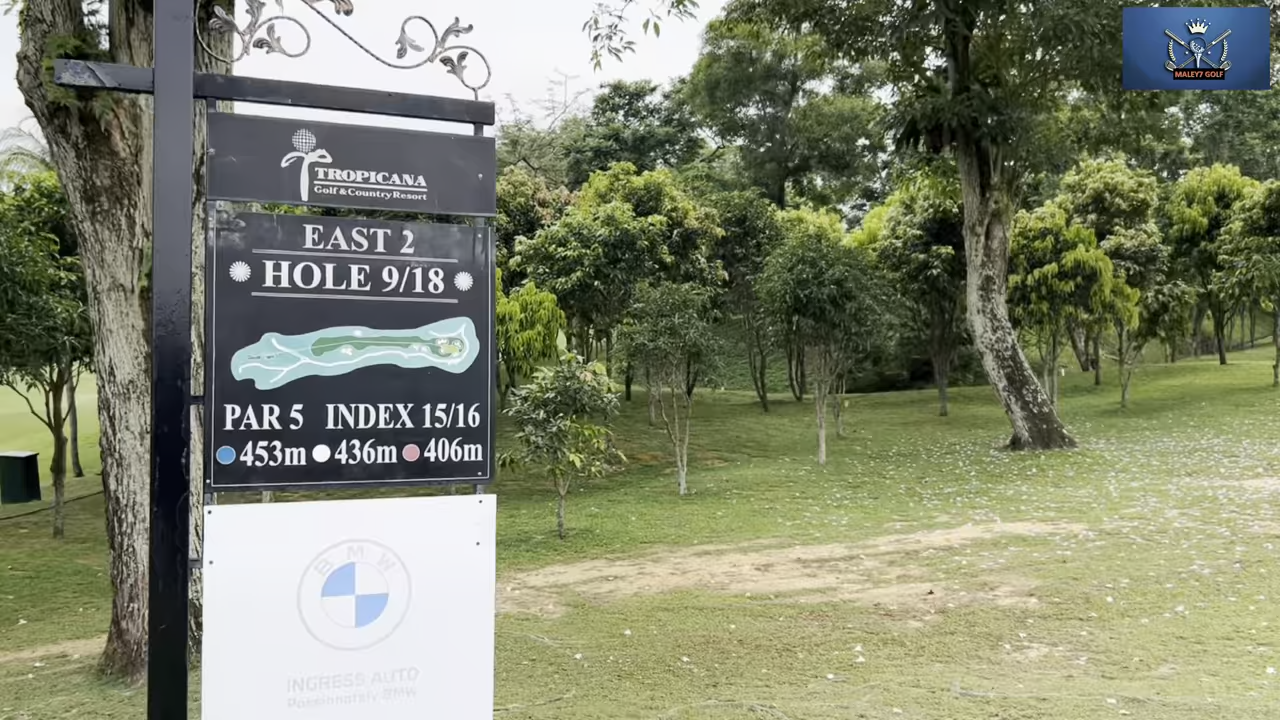 MALEY7 GOLF
TROPICANA
Golf & Country Resort
EAST 2
HOLE 9/18
PAR 5 INDEX 15/16
453m 436m 406m
BMW
INGRESS AUTO
Passionately BMW